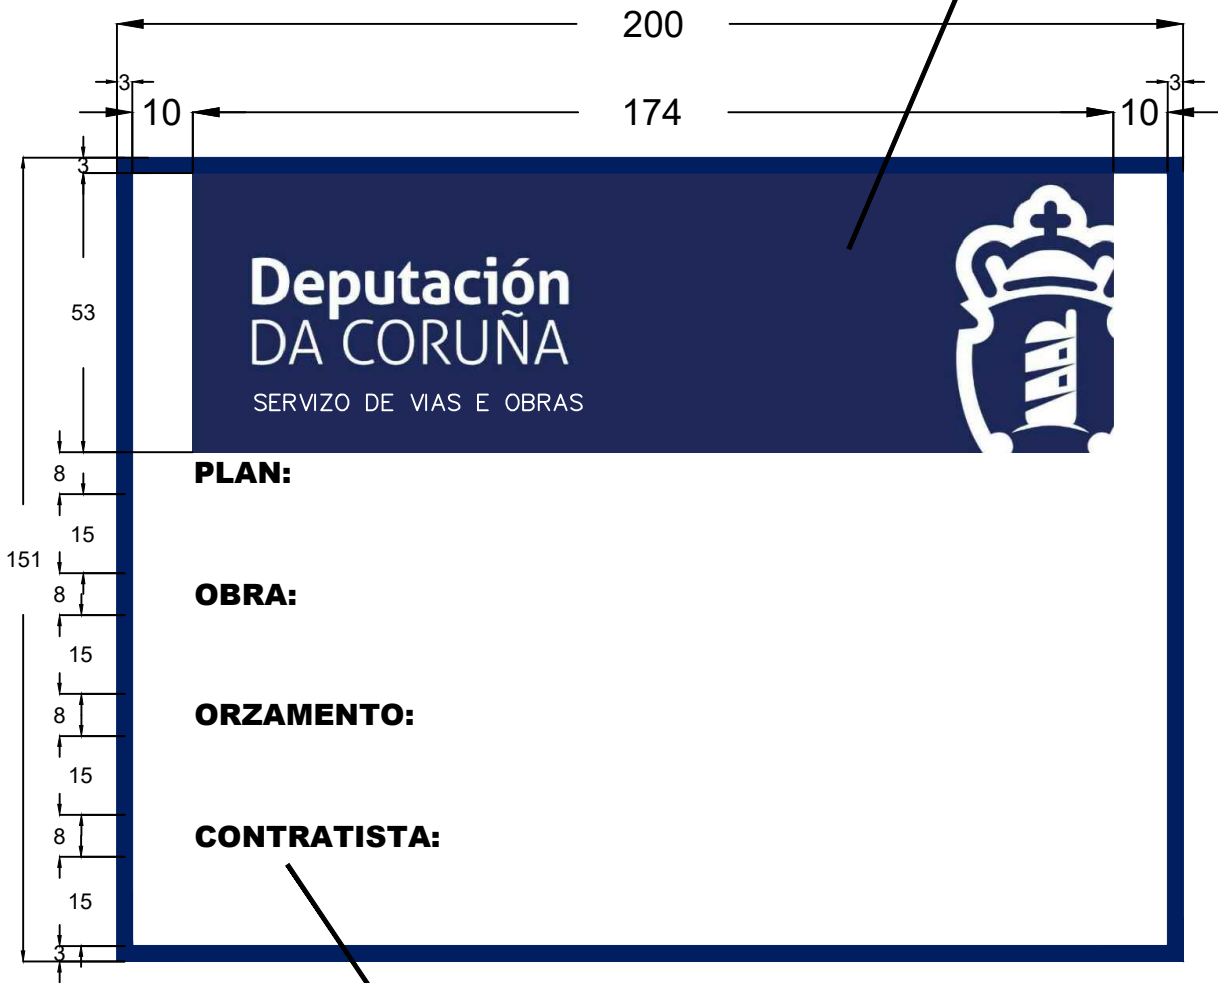 200
3
3
10
174
10
3
53
Deputación
DA CORUÑA
SERVIZO DE VIAS E OBRAS
8
PLAN:
15
151
8
OBRA:
15
8
ORZAMENTO:
15
8
CONTRATISTA:
15
3